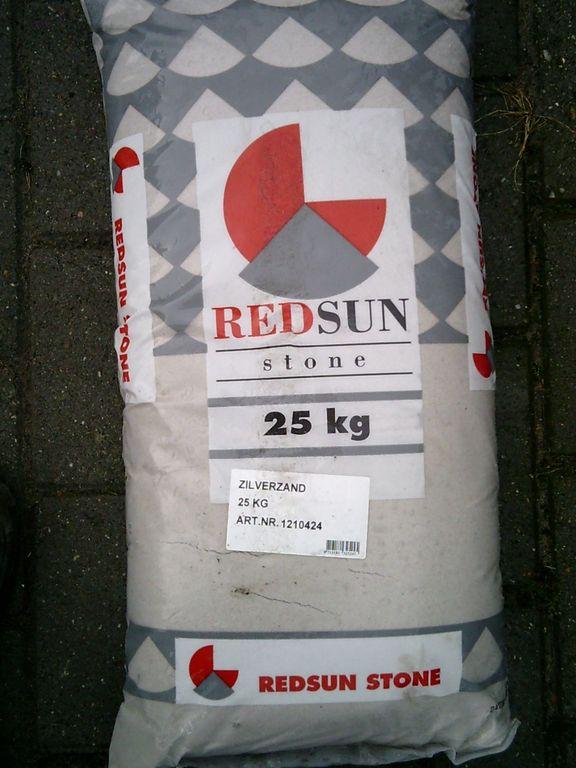 REDSUN
stone
25 kg
ZILVERZAND
25 KG
ART.NR. 1210424
REDSUN STONE
REDSUN STONE